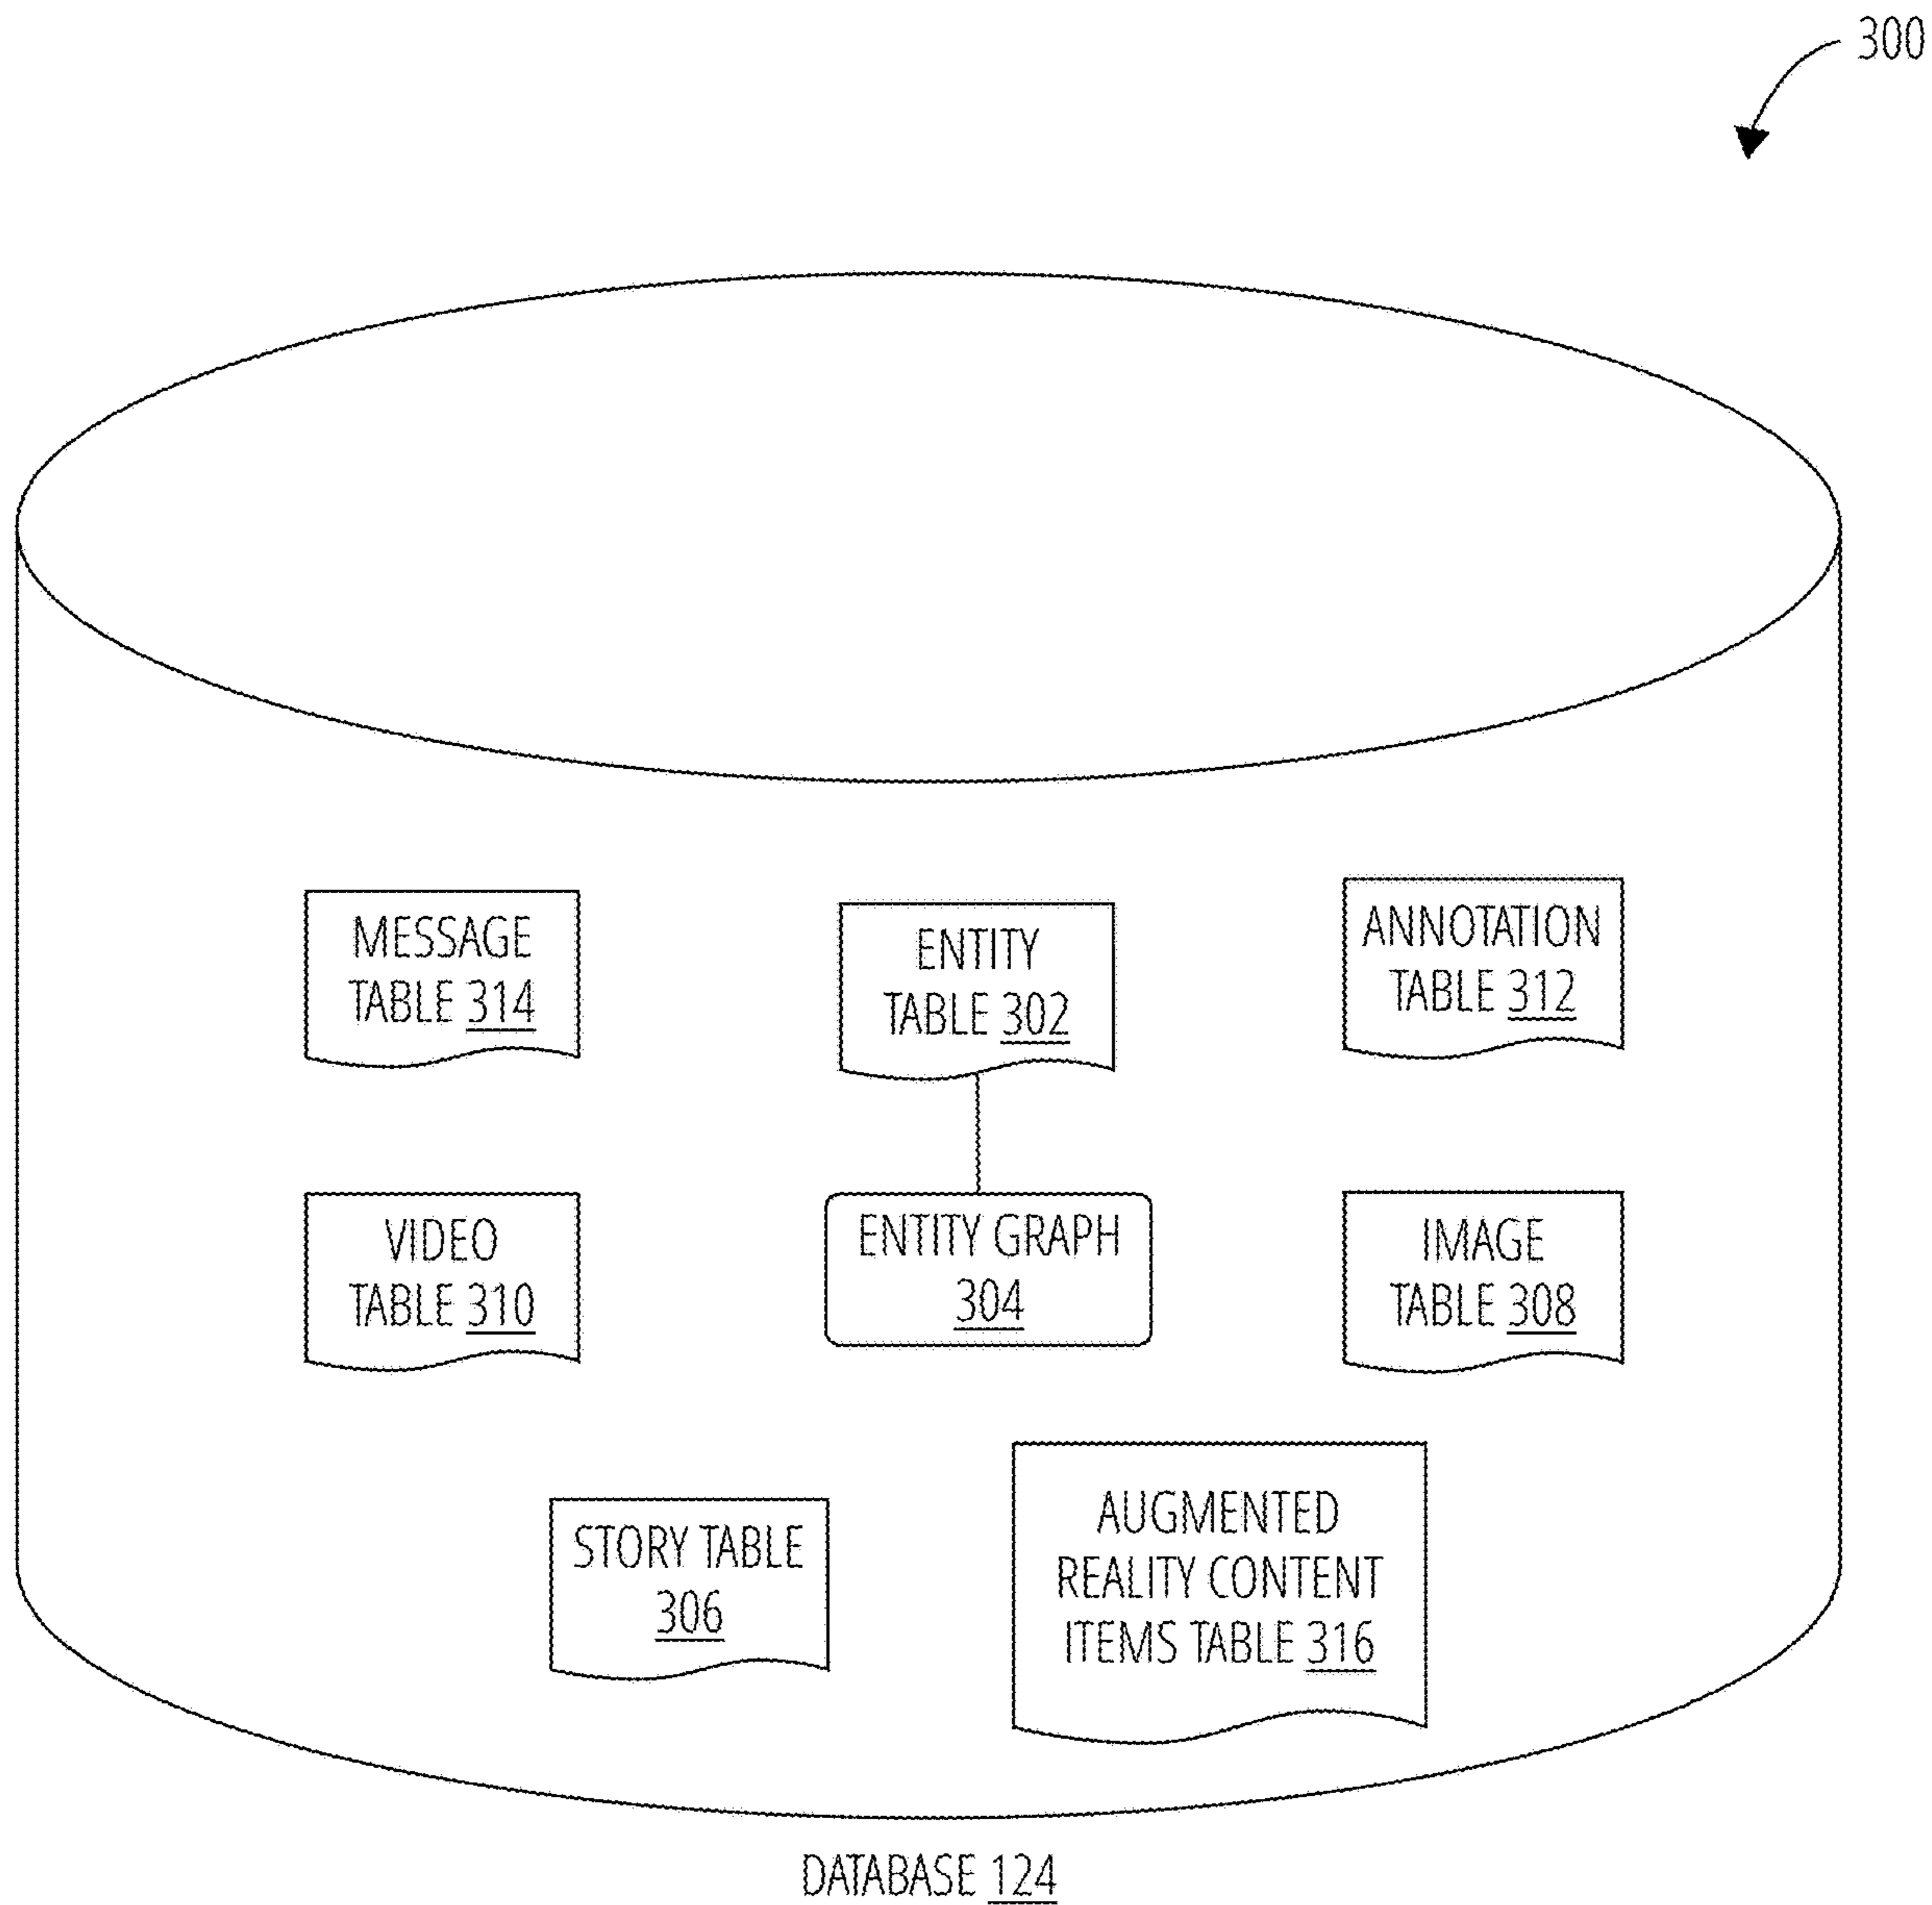 300
MESSAGE
TABLE 314
ENTITY
TABLE 302
ANNOTATION
TABLE 312
VIDEO
TABLE 310
ENTITY GRAPH
304
IMAGE
TABLE 308
STORY TABLE
306
AUGMENTED
REALITY CONTENT
ITEMS TABLE 316
DATABASE 124